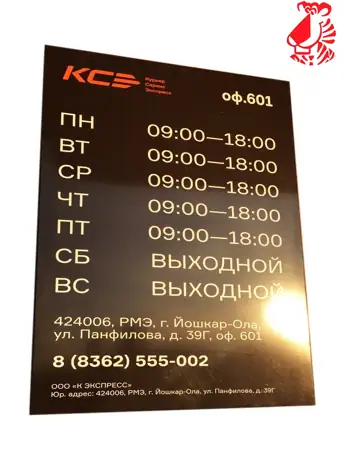 КСЭ Курьер Сервис Экспресс
оф.601
ПН 09:00—18:00
ВТ 09:00—18:00
СР 09:00—18:00
ЧТ 09:00—18:00
ПТ 09:00—18:00
СБ ВЫХОДНОЙ
ВС ВЫХОДНОЙ
424006, РМЭ, г. Йошкар-Ола,
ул. Панфилова, д. 39Г, оф. 601
8 (8362) 555-002
ООО «К ЭКСПРЕСС»
Юр. адрес: 424006, РМЭ, г. Йошкар-Ола, ул. Панфилова, д. 39Г